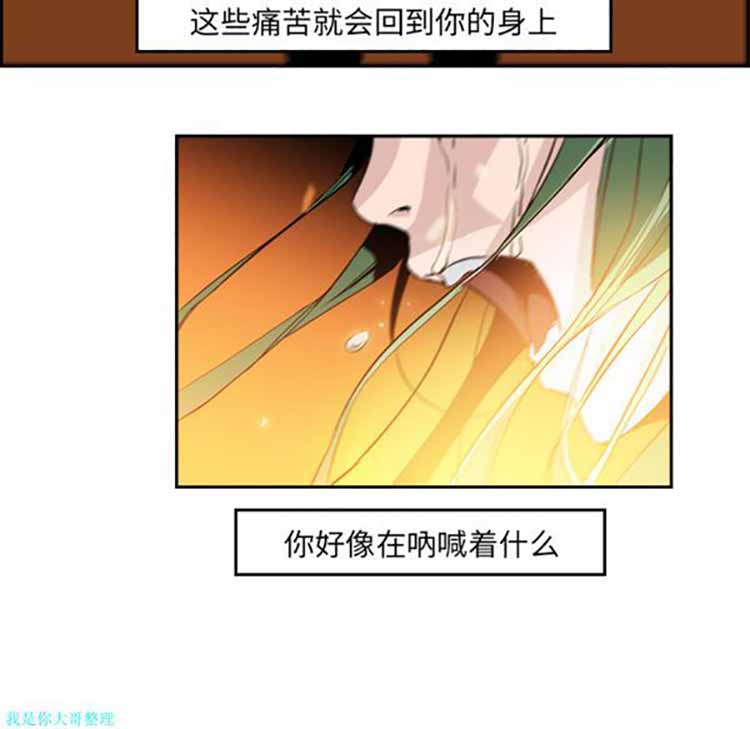 这些痛苦就会回到你的身上
你好像在呐喊着什么
我是你大哥整理